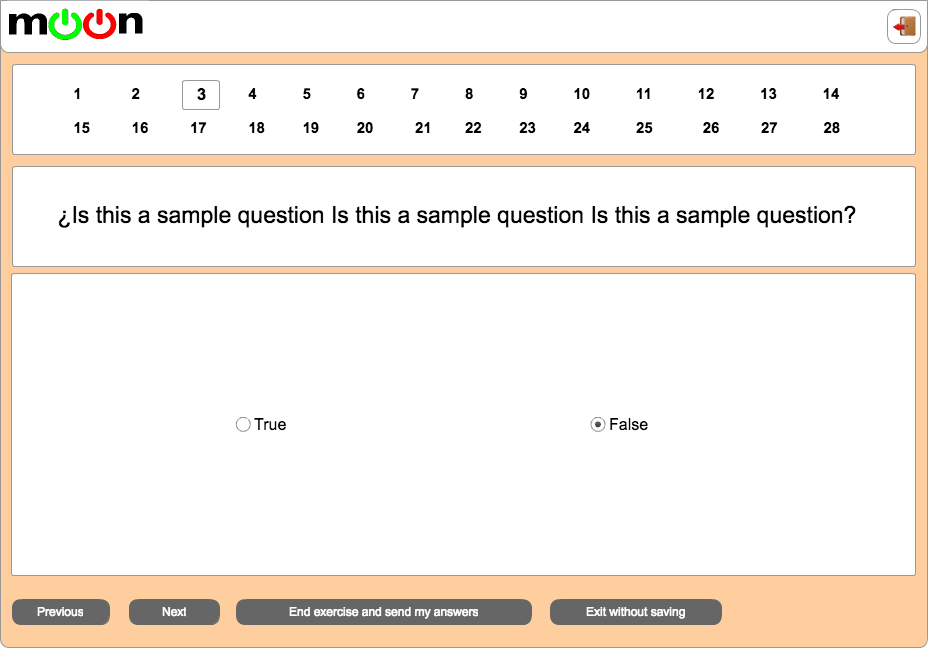 moon
1 2 3 4 5 6 7 8 9 10 11 12 13 14
15 16 17 18 19 20 21 22 23 24 25 26 27 28
¿Is this a sample question Is this a sample question Is this a sample question?
True False
Previous Next End exercise and send my answers Exit without saving